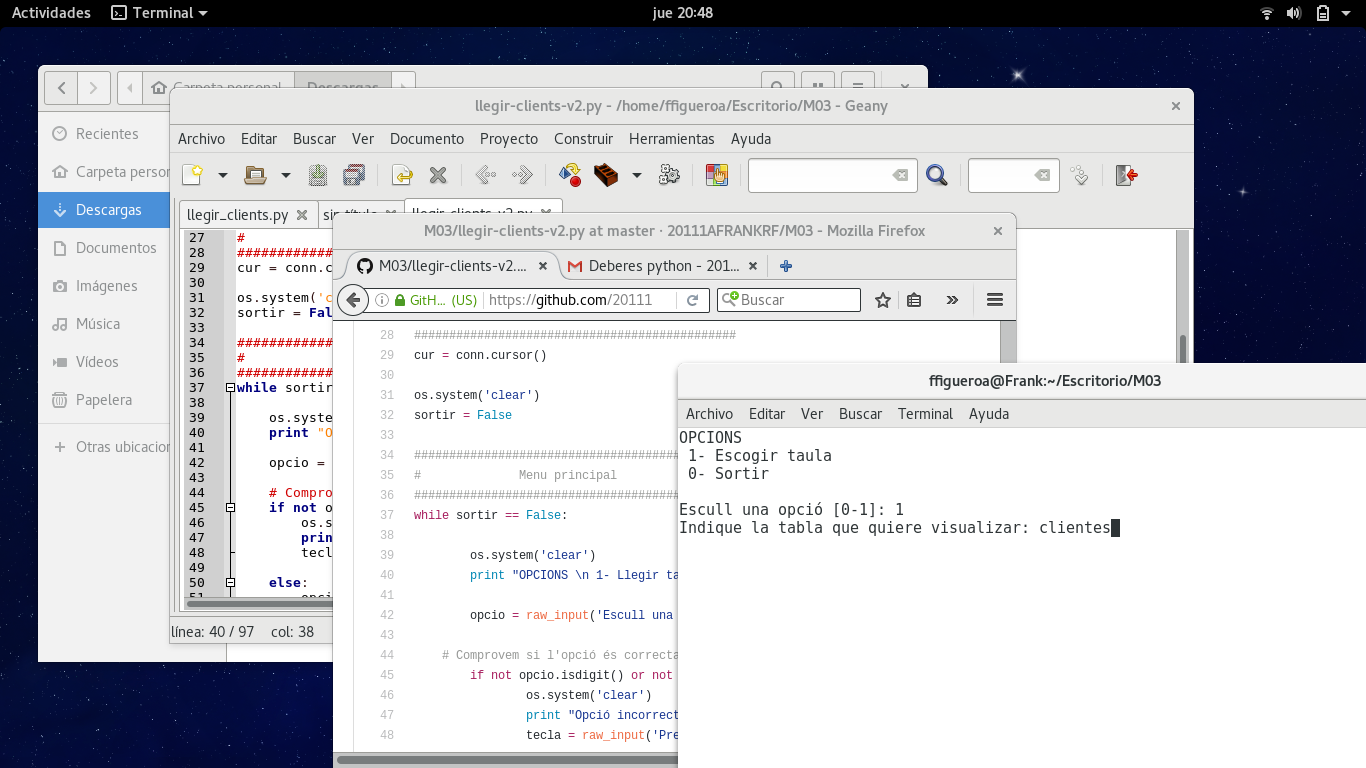 Actividades Terminal jue 20:48
Carpeta personal Descargas
Recientes
Carpeta person
Descargas
Documentos
Imágenes
Música
Vídeos
Papelera
Otras ubicacion
llegir-clients-v2.py - /home/ffigueroa/Escritorio/M03 - Geany
Archivo Editar Buscar Ver Documento Proyecto Construir Herramientas Ayuda
llegir_clients.py sin título llegir-clients-v2.py
27 #
28 ############
29 cur = conn.c
30
31 os.system('c
32 sortir = Fal
33
34 ############
35 #
36 ############
37 while sortir
38
39 os.syste
40 print "O
41
42 opcio =
43
44 # Compro
45 if not o
46 os.s
47 prin
48 tecl
49
50 else:
51
línea: 40 / 97 col: 38
M03/llegir-clients-v2.py at master · 20111AFRANKRF/M03 - Mozilla Firefox
M03/llegir-clients-v2.... Deberes python - 201...
GitH... (US) https://github.com/20111 Buscar
28 ##############################################
29 cur = conn.cursor()
30
31 os.system('clear')
32 sortir = False
33
34 ######################################
35 # Menu principal
36 ######################################
37 while sortir == False:
38
39 os.system('clear')
40 print "OPCIONS \n 1- Llegir ta
41
42 opcio = raw_input('Escull una
43
44 # Comprovem si l'opció és correcta
45 if not opcio.isdigit() or not
46 os.system('clear')
47 print "Opció incorrect
48 tecla = raw_input('Pre
ffigueroa@Frank:~/Escritorio/M03
Archivo Editar Ver Buscar Terminal Ayuda
OPCIONS
1- Escogir taula
0- Sortir
Escull una opció [0-1]: 1
Indique la tabla que quiere visualizar: clientes